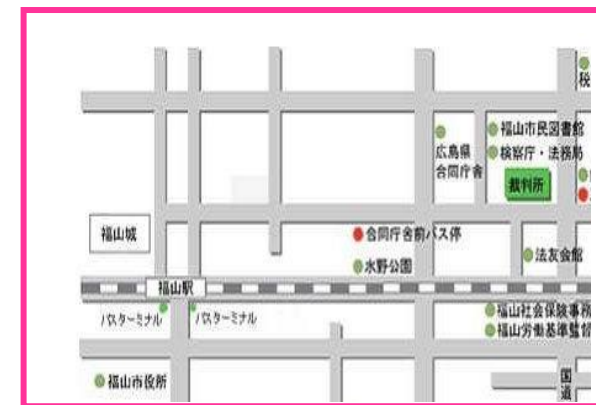 税
福山市民図書館
広島県
合同庁舎
検察庁・法務局
裁判所
福山城
合同庁舎前バス停
法友会館
水野公園
福山駅
バスターミナル
バスターミナル
福山社会保険事務
福山労働基準監督
福山市役所
国道